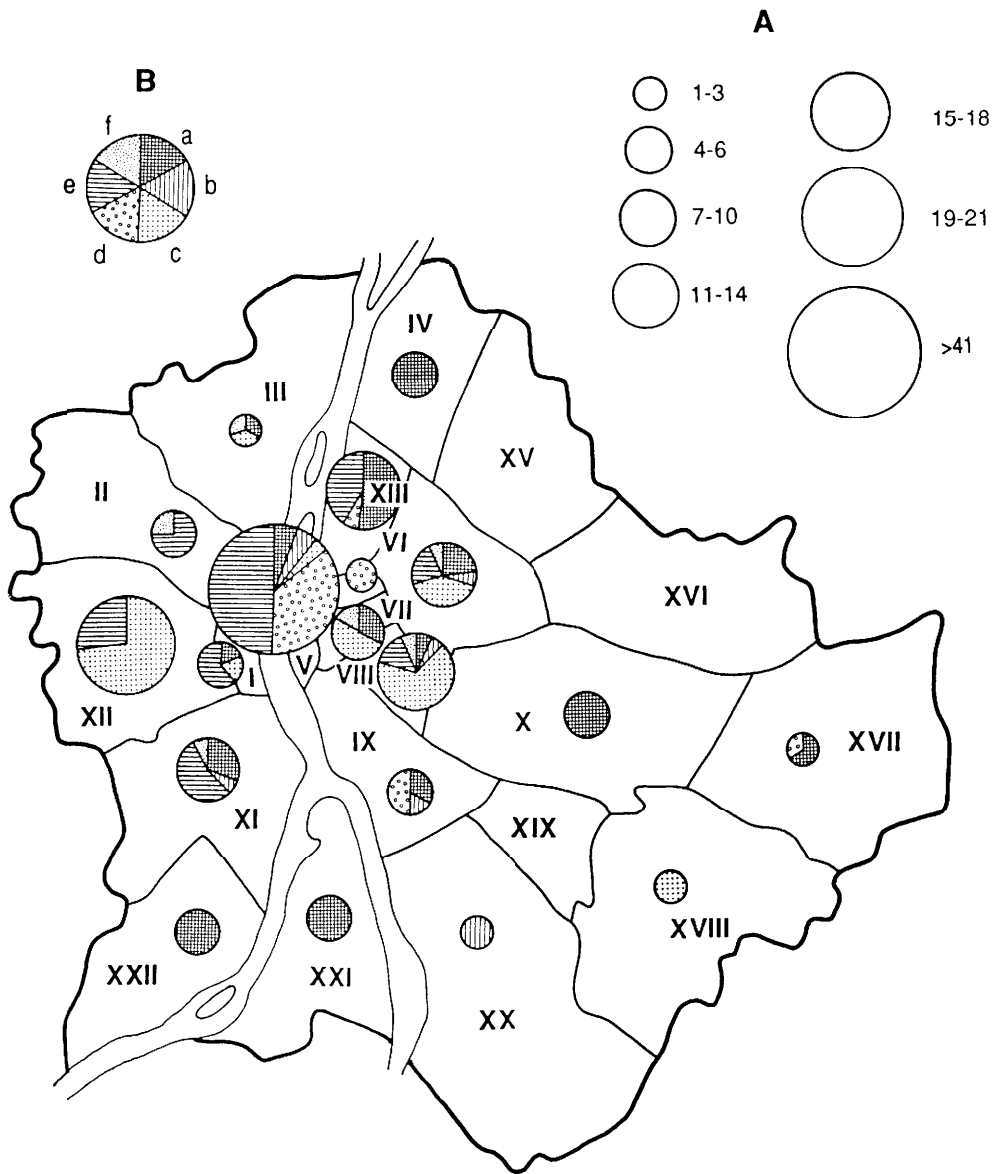 A
B
1-3
4-6
7-10
11-14
15-18
19-21
>41
f
a
e
b
d
c
IV
III
XV
II
XIII
VI
XVI
VII
I
V
VIII
XII
IX
X
XVII
XI
XIX
XVIII
XXII
XXI
XX